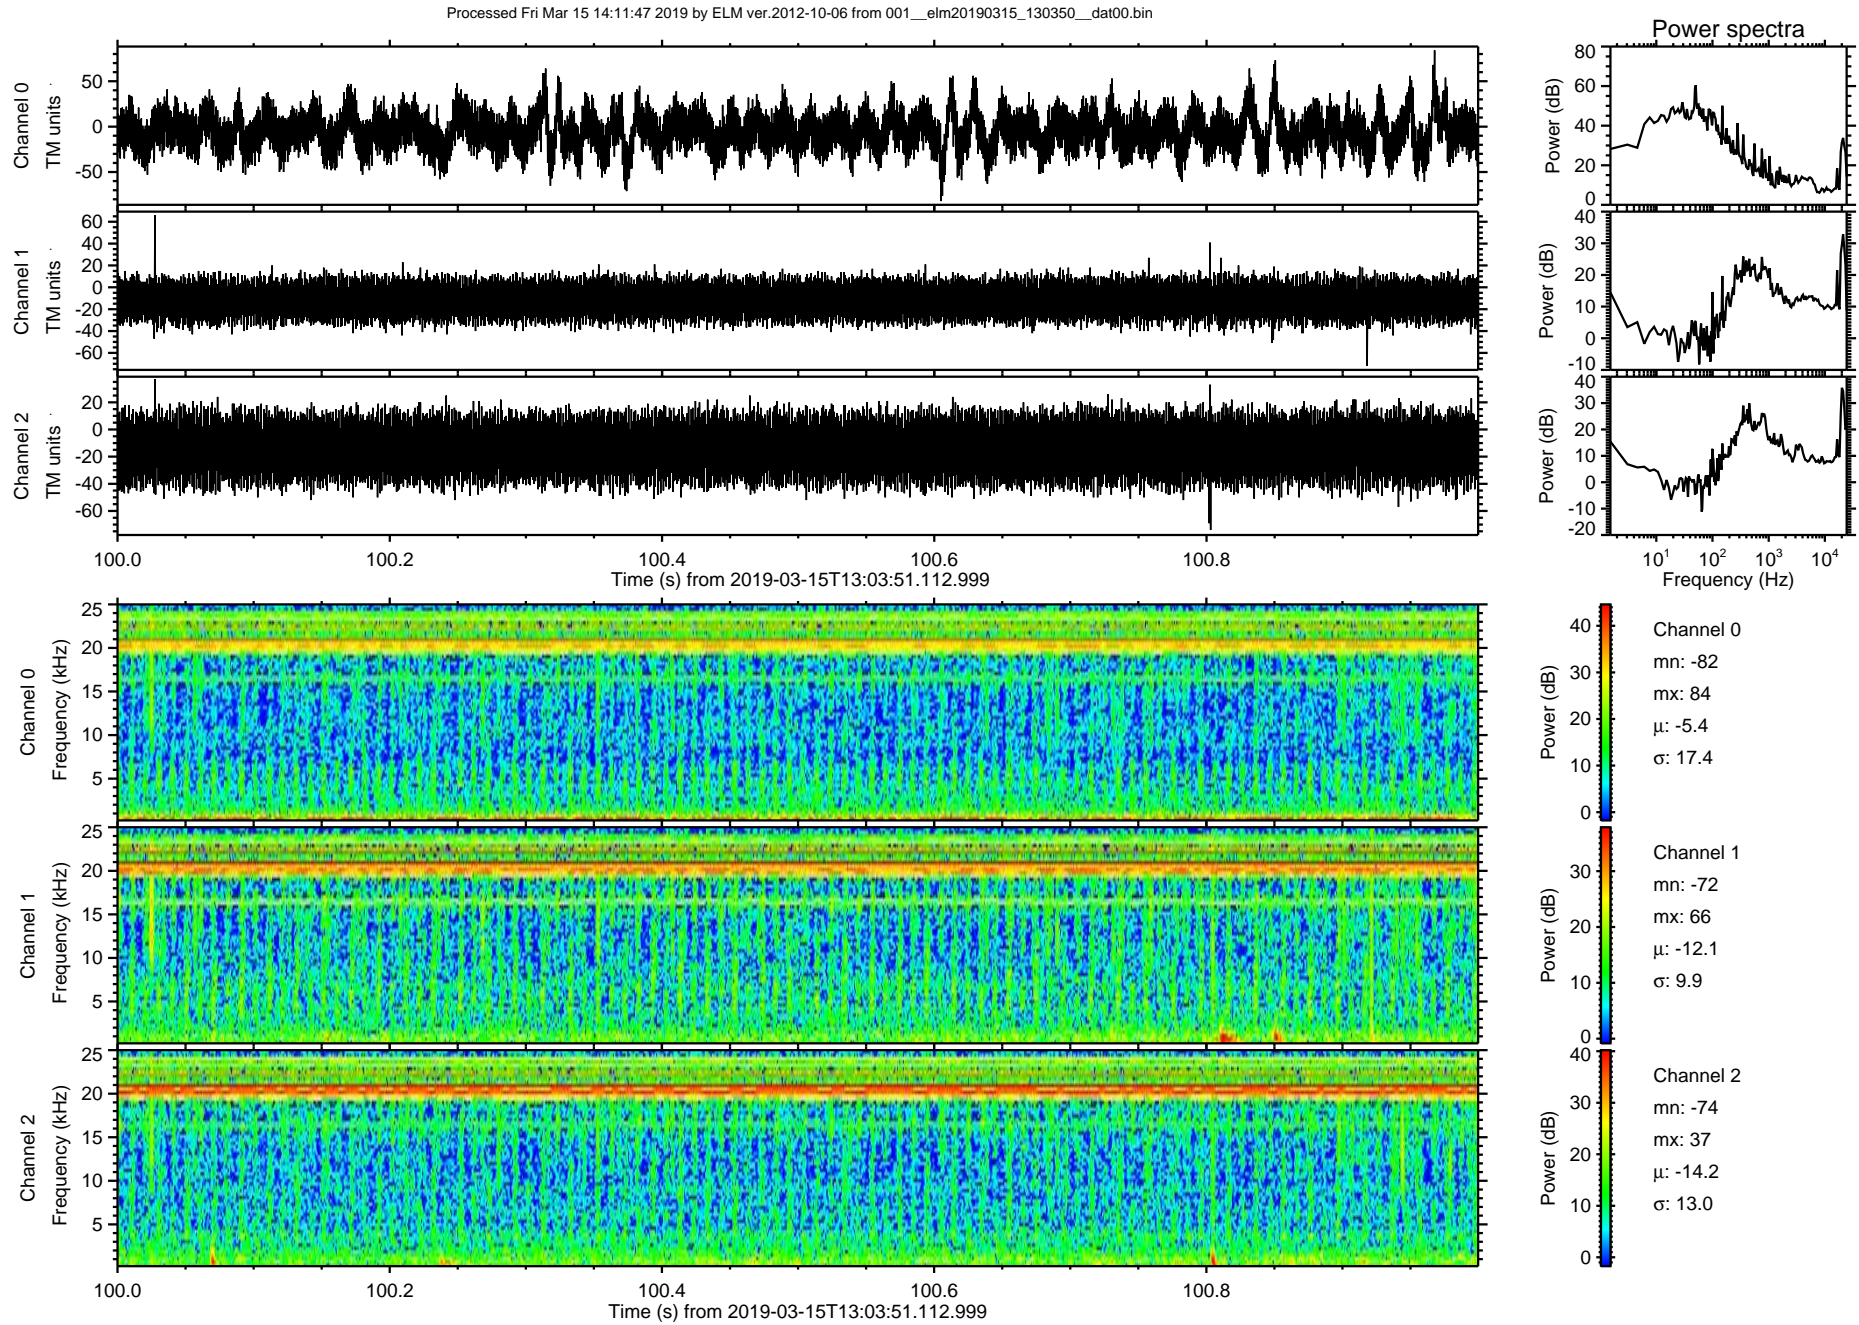 Processed Fri Mar 15 14:11:47 2019 by ELM ver.2012-10-06 from 001__elm20190315_130350__dat00.bin
Power spectra
Channel 0
TM units
50
0
-50
Power (dB)
80
60
40
20
0
Channel 1
TM units
60
40
20
0
-20
-40
-60
Power (dB)
40
30
20
10
0
-10
Channel 2
TM units
20
0
-20
-40
-60
Power (dB)
40
30
20
10
0
-10
-20
100.0 100.2 100.4 100.6 100.8
Time (s) from 2019-03-15T13:03:51.112.999
10^1 10^2 10^3 10^4
Frequency (Hz)
Channel 0
Frequency (kHz)
25
20
15
10
5
Power (dB)
40
30
20
10
0
Channel 0
mn: -82
mx: 84
μ: -5.4
σ: 17.4
Channel 1
Frequency (kHz)
25
20
15
10
5
Power (dB)
30
20
10
0
Channel 1
mn: -72
mx: 66
μ: -12.1
σ: 9.9
Channel 2
Frequency (kHz)
25
20
15
10
5
Power (dB)
40
30
20
10
0
Channel 2
mn: -74
mx: 37
μ: -14.2
σ: 13.0
100.0 100.2 100.4 100.6 100.8
Time (s) from 2019-03-15T13:03:51.112.999